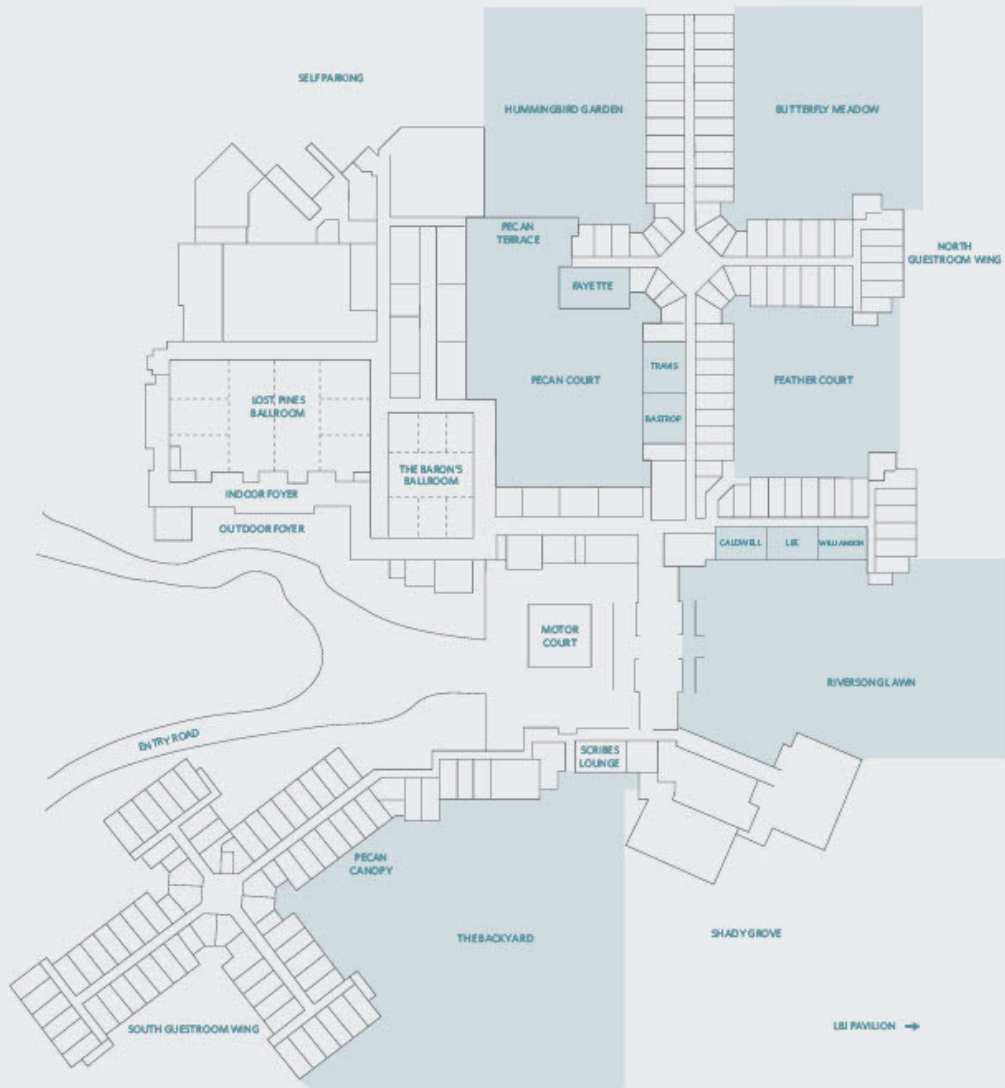 SELF PARKING
HUMMINGBIRD GARDEN
BUTTERFLY MEADOW
PECAN
TERRACE
NORTH
GUESTROOM WING
FAYETTE
TRAVIS
PECAN COURT
FEATHER COURT
LOST PINES
BALLROOM
BASTROP
THE BARON'S
BALLROOM
INDOOR FOYER
OUTDOOR FOYER
CALDWELL
LEE
WILLIAMSON
MOTOR
COURT
RIVERSONG LAWN
ENTRY ROAD
SCRIBES
LOUNGE
PECAN
CANOPY
THE BACKYARD
SHADY GROVE
SOUTH GUESTROOM WING
LBJ PAVILION →